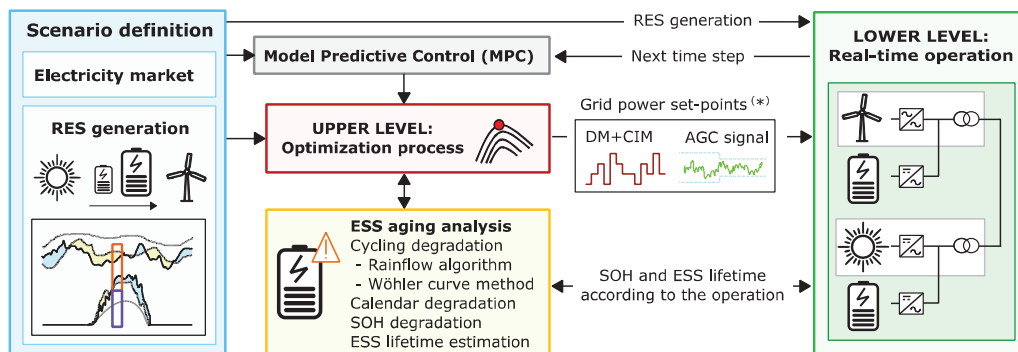 Scenario definition
Electricity market
RES generation
Model Predictive Control (MPC)
UPPER LEVEL:
Optimization process
ESS aging analysis
Cycling degradation
- Rainflow algorithm
- Wöhler curve method
Calendar degradation
SOH degradation
ESS lifetime estimation
RES generation
Next time step
Grid power set-points (*)
DM+CIM
AGC signal
SOH and ESS lifetime
according to the operation
LOWER LEVEL:
Real-time operation